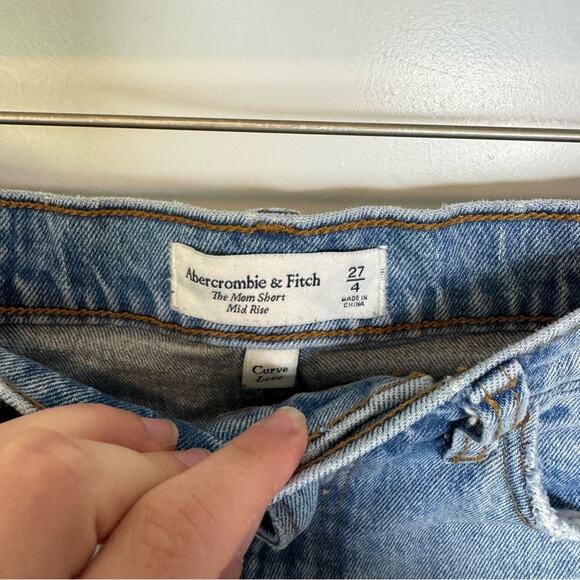 Abercrombie & Fitch
The Mom Short
Mid Rise
27
4
MADE IN
CHINA
Curve
Love